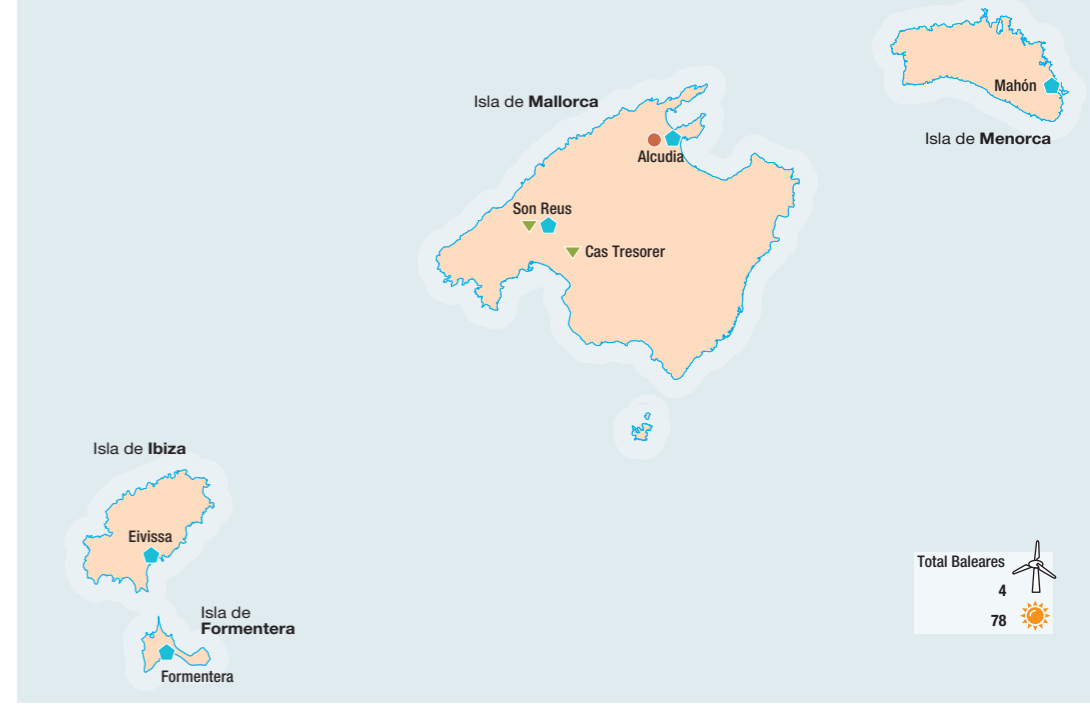 Isla de Mallorca
Mahón
Isla de Menorca
Alcudia
Son Reus
Cas Tresorer
Isla de Ibiza
Eivissa
Isla de
Formentera
Formentera
Total Baleares
4
78